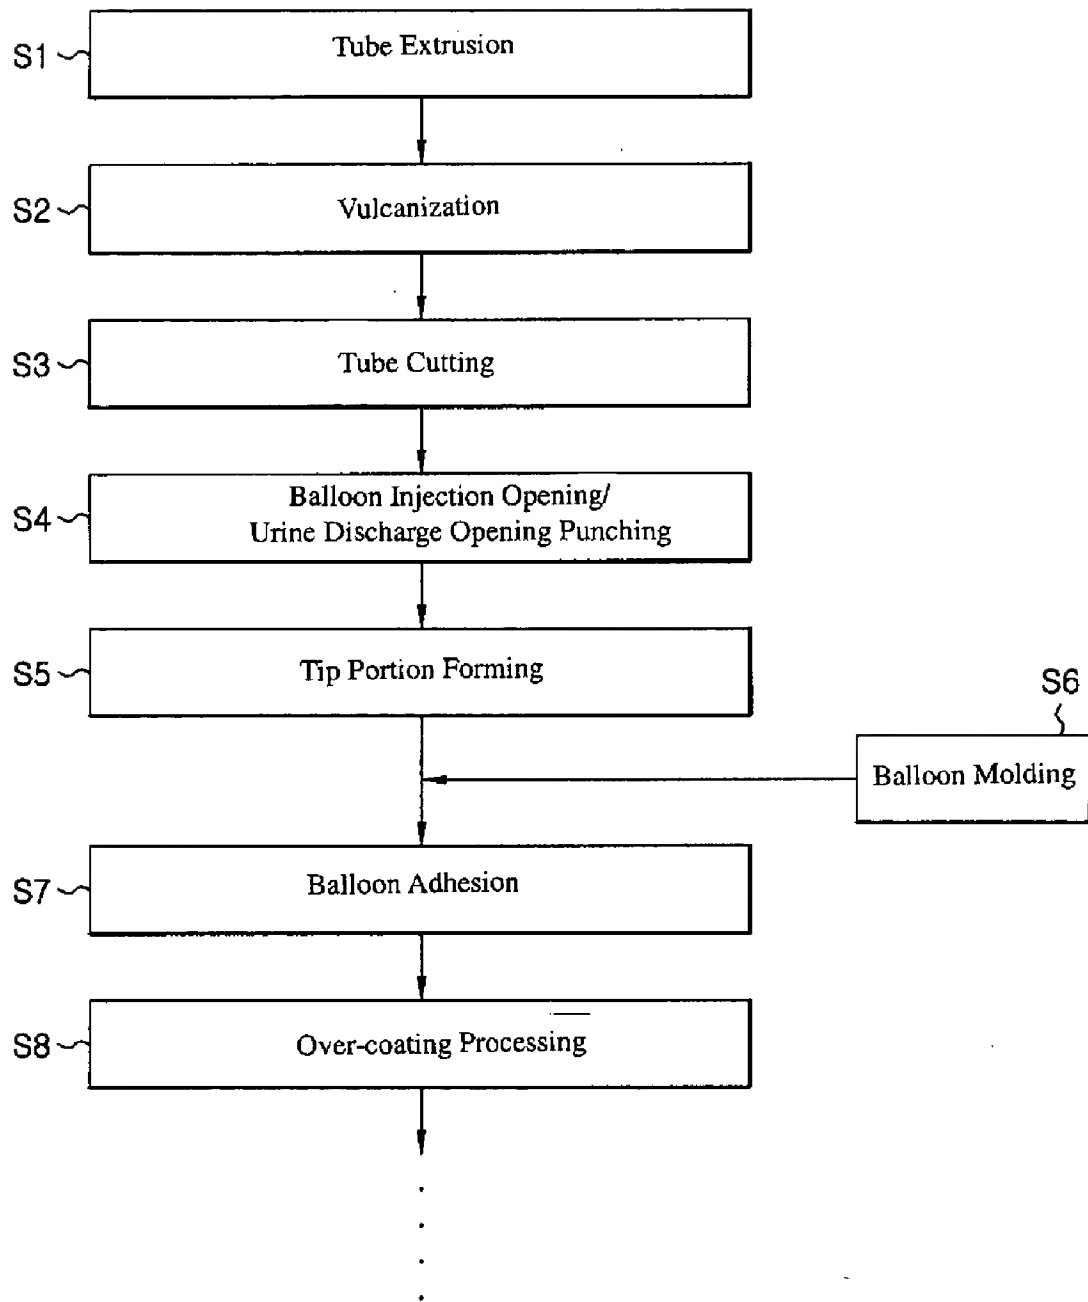 S1
Tube Extrusion
S2
Vulcanization
S3
Tube Cutting
S4
Balloon Injection Opening/
Urine Discharge Opening Punching
S5
Tip Portion Forming
S6
Balloon Molding
S7
Balloon Adhesion
S8
Over-coating Processing